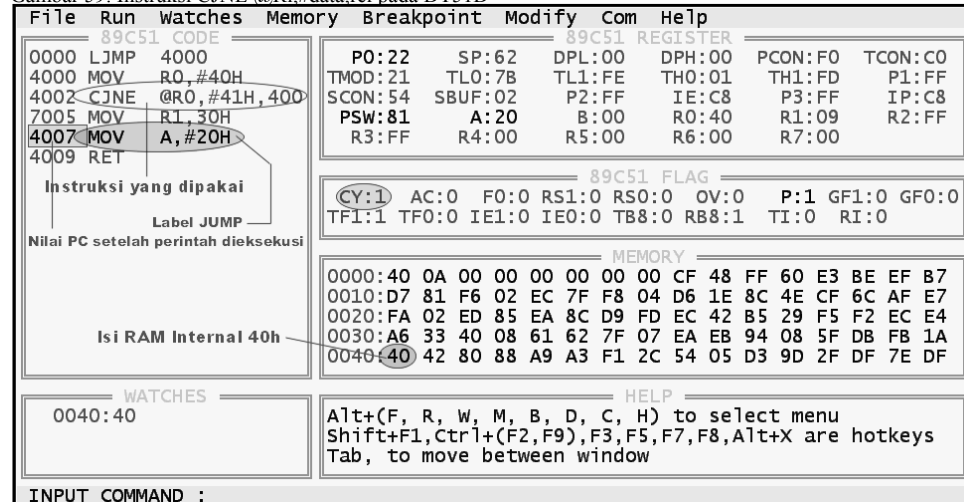 Gambar 39. Instruksi CJNE @Ri,#data,rel pada DT51D
File Run Watches Memory Breakpoint Modify Com Help
89C51 CODE
0000 LJMP 4000
4000 MOV R0,#40H
4002 CJNE @R0,#41H,400
7005 MOV R1,30H
4007 MOV A,#20H
4009 RET
Instruksi yang dipakai
Label JUMP
Nilai PC setelah perintah dieksekusi
Isi RAM Internal 40h
89C51 REGISTER
PO:22 SP:62 DPL:00 DPH:00 PCON:F0 TCON:C0
TMOD:21 TL0:7B TL1:FE TH0:01 TH1:FD P1:FF
SCON:54 SBUF:02 P2:FF IE:C8 P3:FF IP:C8
PSW:81 A:20 B:00 R0:40 R1:09 R2:FF
R3:FF R4:00 R5:00 R6:00 R7:00
89C51 FLAG
CY:1 AC:0 F0:0 RS1:0 RS0:0 OV:0 P:1 GF1:0 GF0:0
TF1:1 TF0:0 IE1:0 IE0:0 TB8:0 RB8:1 TI:0 RI:0
MEMORY
0000:40 0A 00 00 00 00 00 00 CF 48 FF 60 E3 BE EF B7
0010:D7 81 F6 02 EC 7F F8 04 D6 1E 8C 4E CF 6C AF E7
0020:FA 02 ED 85 EA 8C D9 FD EC 42 B5 29 F5 F2 EC E4
0030:A6 33 40 08 61 62 7F 07 EA EB 94 08 5F DB FB 1A
0040:40 42 80 88 A9 A3 F1 2C 54 05 D3 9D 2F DF 7E DF
WATCHES
0040:40
HELP
Alt+(F, R, W, M, B, D, C, H) to select menu
Shift+F1,Ctrl+(F2,F9),F3,F5,F7,F8,Alt+X are hotkeys
Tab, to move between window
INPUT COMMAND :